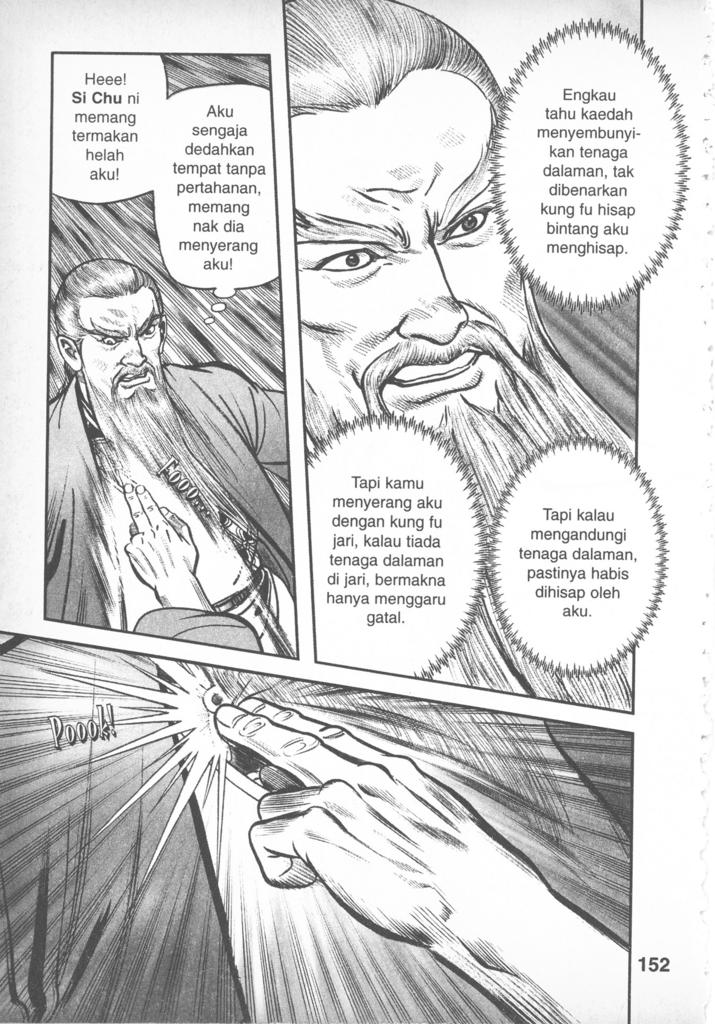 Heee!
Si Chu ni
memang
termakan
helah
aku!
Aku
sengaja
dedahkan
tempat tanpa
pertahanan,
memang
nak dia
menyerang
aku!
Fooo...
Engkau
tahu kaedah
menyembunyi-
kan tenaga
dalaman, tak
dibenarkan
kung fu hisap
bintang aku
menghisap.
Tapi kamu
menyerang aku
dengan kung fu
jari, kalau tiada
tenaga dalaman
di jari, bermakna
hanya menggaru
gatal.
Tapi kalau
mengandungi
tenaga dalaman,
pastinya habis
dihisap oleh
aku.
Poook!
152